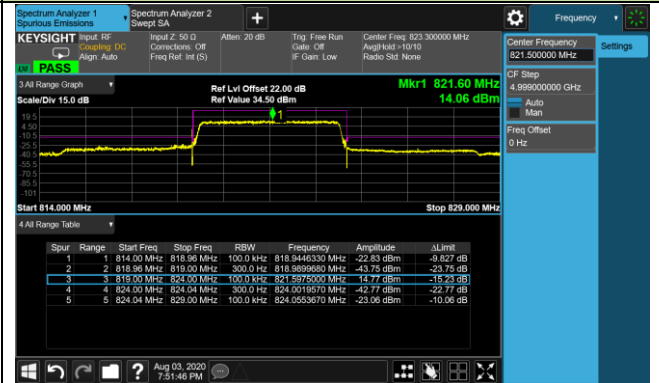 Spectrum Analyzer 1
Spurious Emissions
Spectrum Analyzer 2
Swept SA
Frequency
KEYSIGHT
Input: RF
Coupling: DC
Align: Auto
Input Z: 50 Ω
Corrections: Off
Freq Ref: Int (S)
Atten: 20 dB
Trig: Free Run
Gate: Off
IF Gain: Low
Center Freq: 823.300000 MHz
Avg|Hold:>10/10
Radio Std: None
PASS
Center Frequency
821.500000 MHz
Settings
CF Step
4.999000000 GHz
Auto
Man
Freq Offset
0 Hz
3 All Range Graph
Scale/Div 15.0 dB
Ref Lvl Offset 22.00 dB
Ref Value 34.50 dBm
Mkr1 821.60 MHz
14.06 dBm
1
19.5
4.50
-10.5
-25.5
-40.5
-55.5
-70.5
-85.5
-101
Start 814.000 MHz
Stop 829.000 MHz
4 All Range Table
Spur Range Start Freq Stop Freq RBW Frequency Amplitude ΔLimit
1 1 814.00 MHz 818.96 MHz 100.0 kHz 818.9446330 MHz -22.83 dBm -9.827 dB
2 2 818.96 MHz 819.00 MHz 300.0 Hz 818.9899680 MHz -43.75 dBm -23.75 dB
3 3 819.00 MHz 824.00 MHz 100.0 kHz 821.5975000 MHz 14.77 dBm -15.23 dB
4 4 824.00 MHz 824.04 MHz 300.0 Hz 824.0019570 MHz -42.77 dBm -22.77 dB
5 5 824.04 MHz 829.00 MHz 100.0 kHz 824.0553670 MHz -23.06 dBm -10.06 dB
Aug 03, 2020
7:51:46 PM